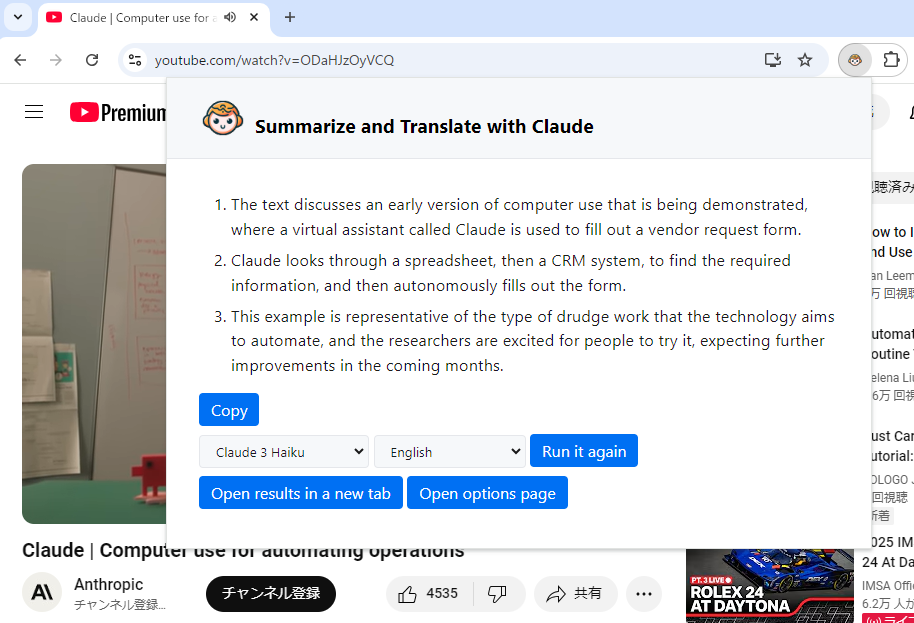 Claude | Computer use for a
youtube.com/watch?v=ODaHJzOyVCQ
Premium
Summarize and Translate with Claude
1. The text discusses an early version of computer use that is being demonstrated,
where a virtual assistant called Claude is used to fill out a vendor request form.
2. Claude looks through a spreadsheet, then a CRM system, to find the required
information, and then autonomously fills out the form.
3. This example is representative of the type of drudge work that the technology aims
to automate, and the researchers are excited for people to try it, expecting further
improvements in the coming months.
Copy
Claude 3 Haiku
English
Run it again
Open results in a new tab
Open options page
Claude | Computer use for automating operations
Anthropic
チャンネル登録...
チャンネル登録
4535
共有
視聴済み
ow to
nd Use
an Leem
万 回視聴
utomat
outine
elena Liu
6万 回視
ust Car
utorial:
OLOGO
回視聴
新着
025 IM
24 At Da
IMSA Offi
6.2万 人が
ライ
PT. 3 LIVE
ROLEX 24
AT DAYTONA